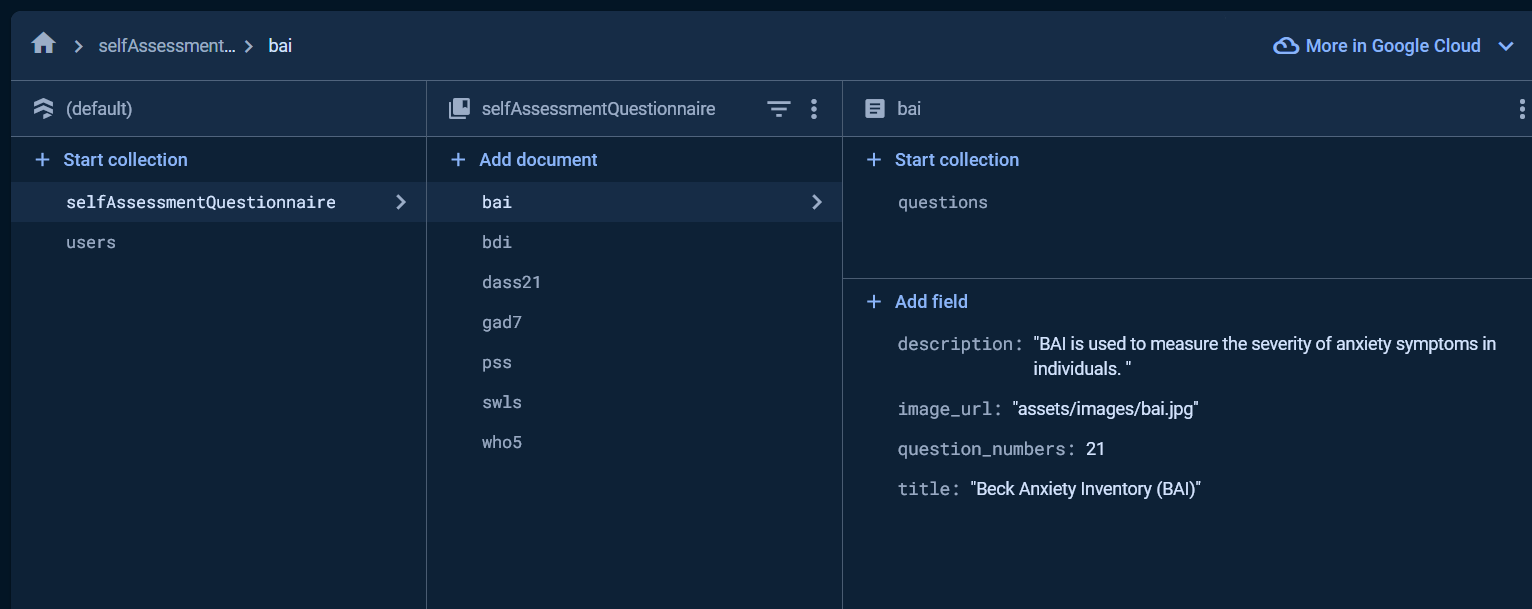 selfAssessment... > bai
More in Google Cloud
(default)
selfAssessmentQuestionnaire
bai
+ Start collection
+ Add document
+ Start collection
selfAssessmentQuestionnaire
users
bai
bdi
dass21
gad7
pss
swls
who5
questions
+ Add field
description: "BAI is used to measure the severity of anxiety symptoms in
individuals. "
image_url: "assets/images/bai.jpg"
question_numbers: 21
title: "Beck Anxiety Inventory (BAI)"